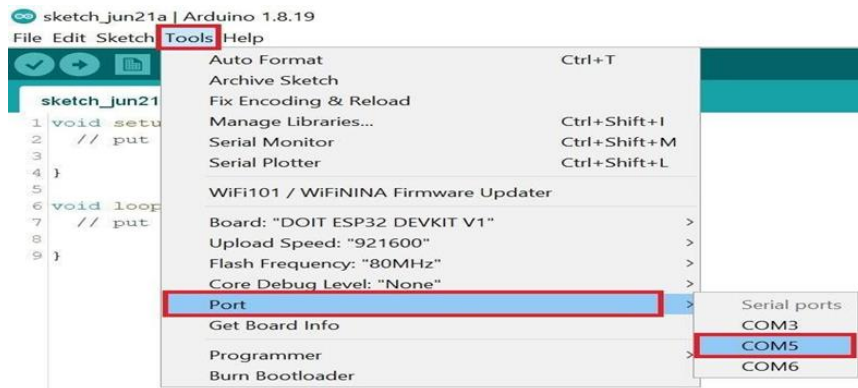 sketch_jun21a | Arduino 1.8.19
File Edit Sketch Tools Help
sketch_jun21
1 void setu
2 // put
3
4 }
5
6 void loop
7 // put
8
9 }
Auto Format Ctrl+T
Archive Sketch
Fix Encoding & Reload
Manage Libraries... Ctrl+Shift+I
Serial Monitor Ctrl+Shift+M
Serial Plotter Ctrl+Shift+L
WiFi101 / WiFiNINA Firmware Updater
Board: "DOIT ESP32 DEVKIT V1" >
Upload Speed: "921600" >
Flash Frequency: "80MHz" >
Core Debug Level: "None" >
Port >
Get Board Info
Programmer >
Burn Bootloader
Serial ports
COM3
COM5
COM6